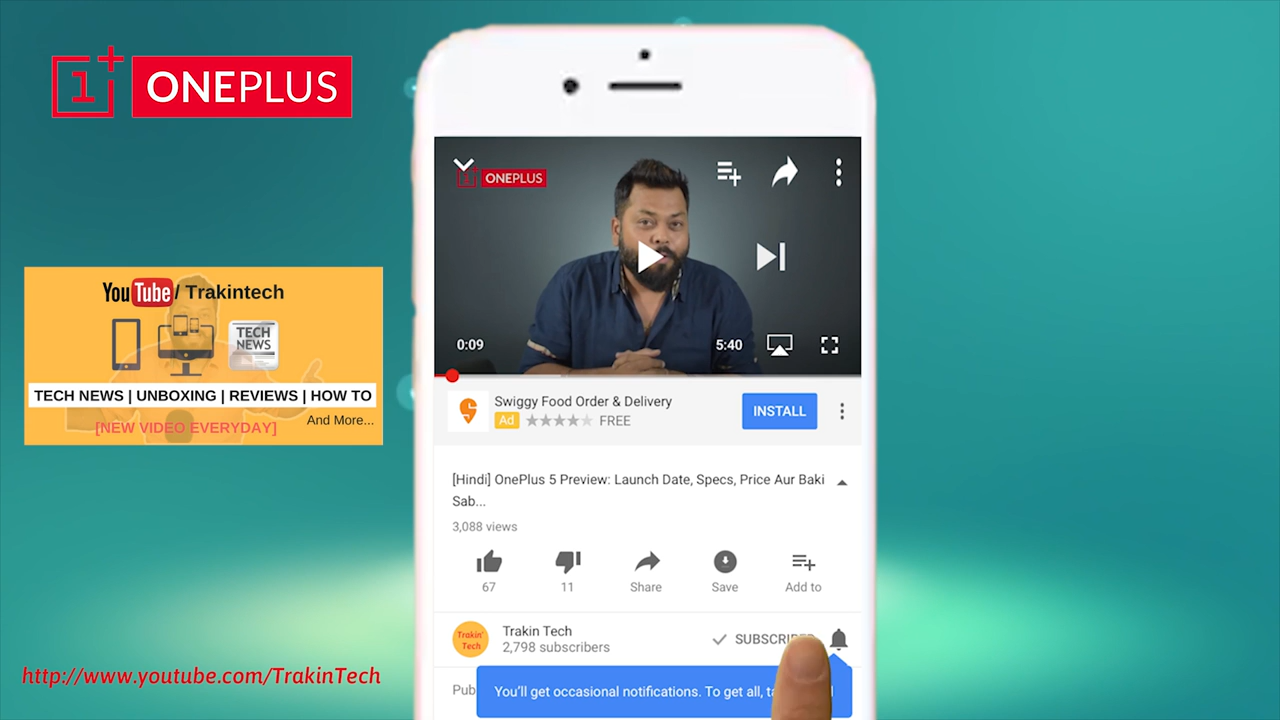 1+ ONEPLUS
YouTube / Trakintech
TECH
NEWS
TECH NEWS | UNBOXING | REVIEWS | HOW TO
And More...
[NEW VIDEO EVERYDAY]
http://www.youtube.com/TrakinTech
1 ONEPLUS
0:09
5:40
Swiggy Food Order & Delivery
Ad FREE
INSTALL
[Hindi] OnePlus 5 Preview: Launch Date, Specs, Price Aur Baki
Sab...
3,088 views
67
11
Share
Save
Add to
Trakin'
Tech
Trakin Tech
2,798 subscribers
SUBSCRIBED
You'll get occasional notifications. To get all,